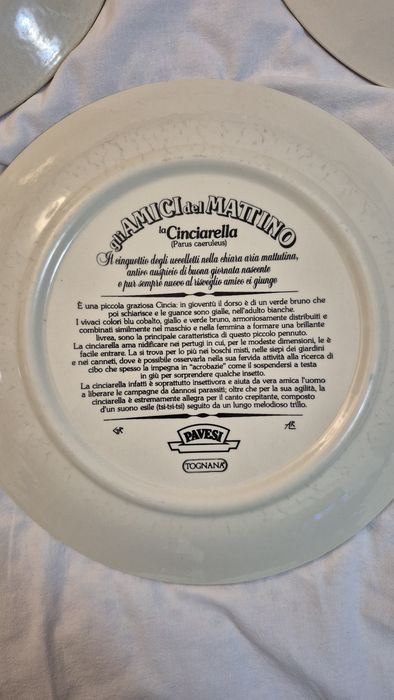 gli AMICI del MATTINO
la Cinciarella
(Parus caeruleus)
Il cinguettio degli uccelletti nella chiara aria mattutina,
antico auspicio di buona giornata nascente
e pur sempre nuovo al risveglio amico ci giunge
È una piccola graziosa Cincia: in gioventù il dorso è di un verde bruno che
poi schiarisce e le guance sono gialle, nell'adulto bianche.
I vivaci colori blu cobalto, giallo e verde bruno, armoniosamente distribuiti e
combinati similmente nel maschio e nella femmina a formare una brillante
livrea, sono la principale caratteristica di questo piccolo pennuto.
La cinciarella ama nidificare nei pertugi in cui, per le modeste dimensioni, le è
facile entrare. La si trova per lo più nei boschi misti, nelle siepi dei giardini
e nei canneti, dove è possibile osservarla nella sua fervida attività alla ricerca di
cibo che spesso la impegna in "acrobazie" come il sospendersi a testa
in giù per sorprendere qualche insetto.
La cinciarella infatti è soprattutto insettivora e aiuta da vera amica l'uomo
a liberare le campagne da dannosi parassiti; oltre che per la sua agilità, la
cinciarella è estremamente allegra per il canto crepitante, composto
d'un suono esile (tsi-tsi-tsi) seguito da un lungo melodioso trillo.
PAVESI
TOGNANA